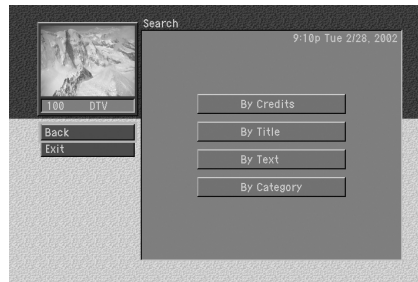 Search
9:10p Tue 2/28, 2002
100 DTV
Back
Exit
By Credits
By Title
By Text
By Category